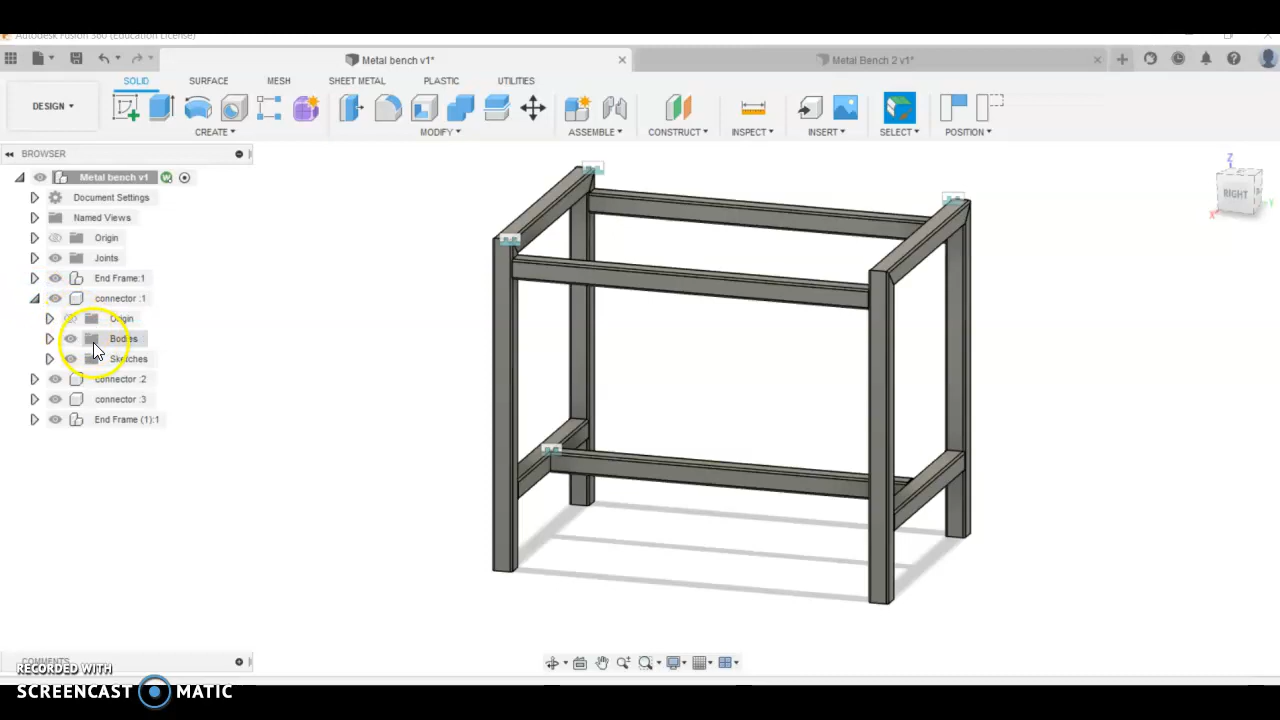 Autodesk Fusion 360 (Education License)
Metal bench v1*
Metal Bench 2 v1*
SOLID SURFACE MESH SHEET METAL PLASTIC UTILITIES
DESIGN
CREATE MODIFY ASSEMBLE CONSTRUCT INSPECT INSERT SELECT POSITION
BROWSER
Metal bench v1
Document Settings
Named Views
Origin
Joints
End Frame:1
connector :1
Origin
Bodies
Sketches
connector :2
connector :3
End Frame (1):1
Z
RIGHT
X
Y
COMMENTS
RECORDED WITH
SCREENCAST MATIC